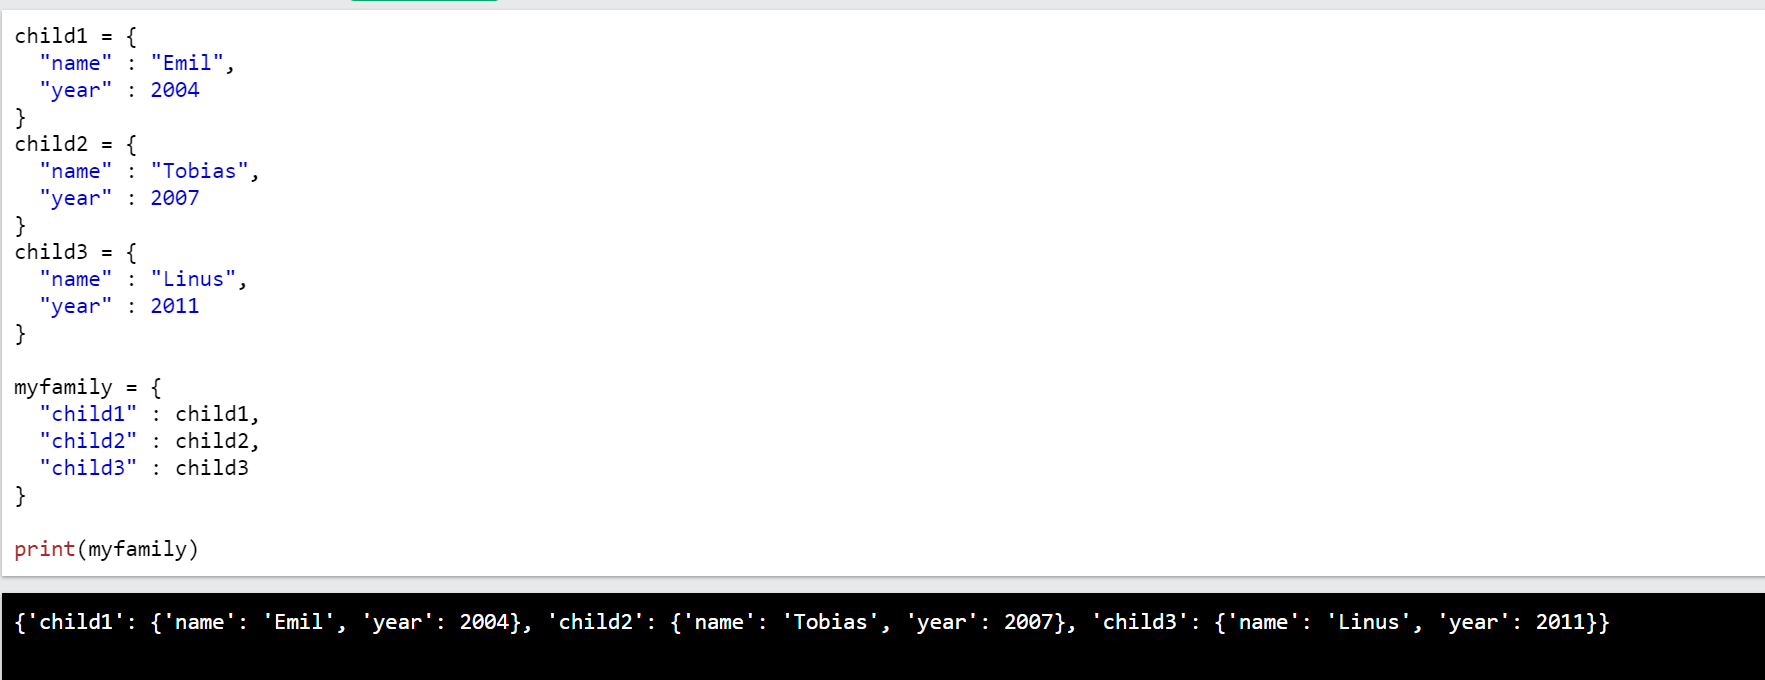 child1 = {
  "name" : "Emil",
  "year" : 2004
}
child2 = {
  "name" : "Tobias",
  "year" : 2007
}
child3 = {
  "name" : "Linus",
  "year" : 2011
}

myfamily = {
  "child1" : child1,
  "child2" : child2,
  "child3" : child3
}

print(myfamily)
{'child1': {'name': 'Emil', 'year': 2004}, 'child2': {'name': 'Tobias', 'year': 2007}, 'child3': {'name': 'Linus', 'year': 2011}}